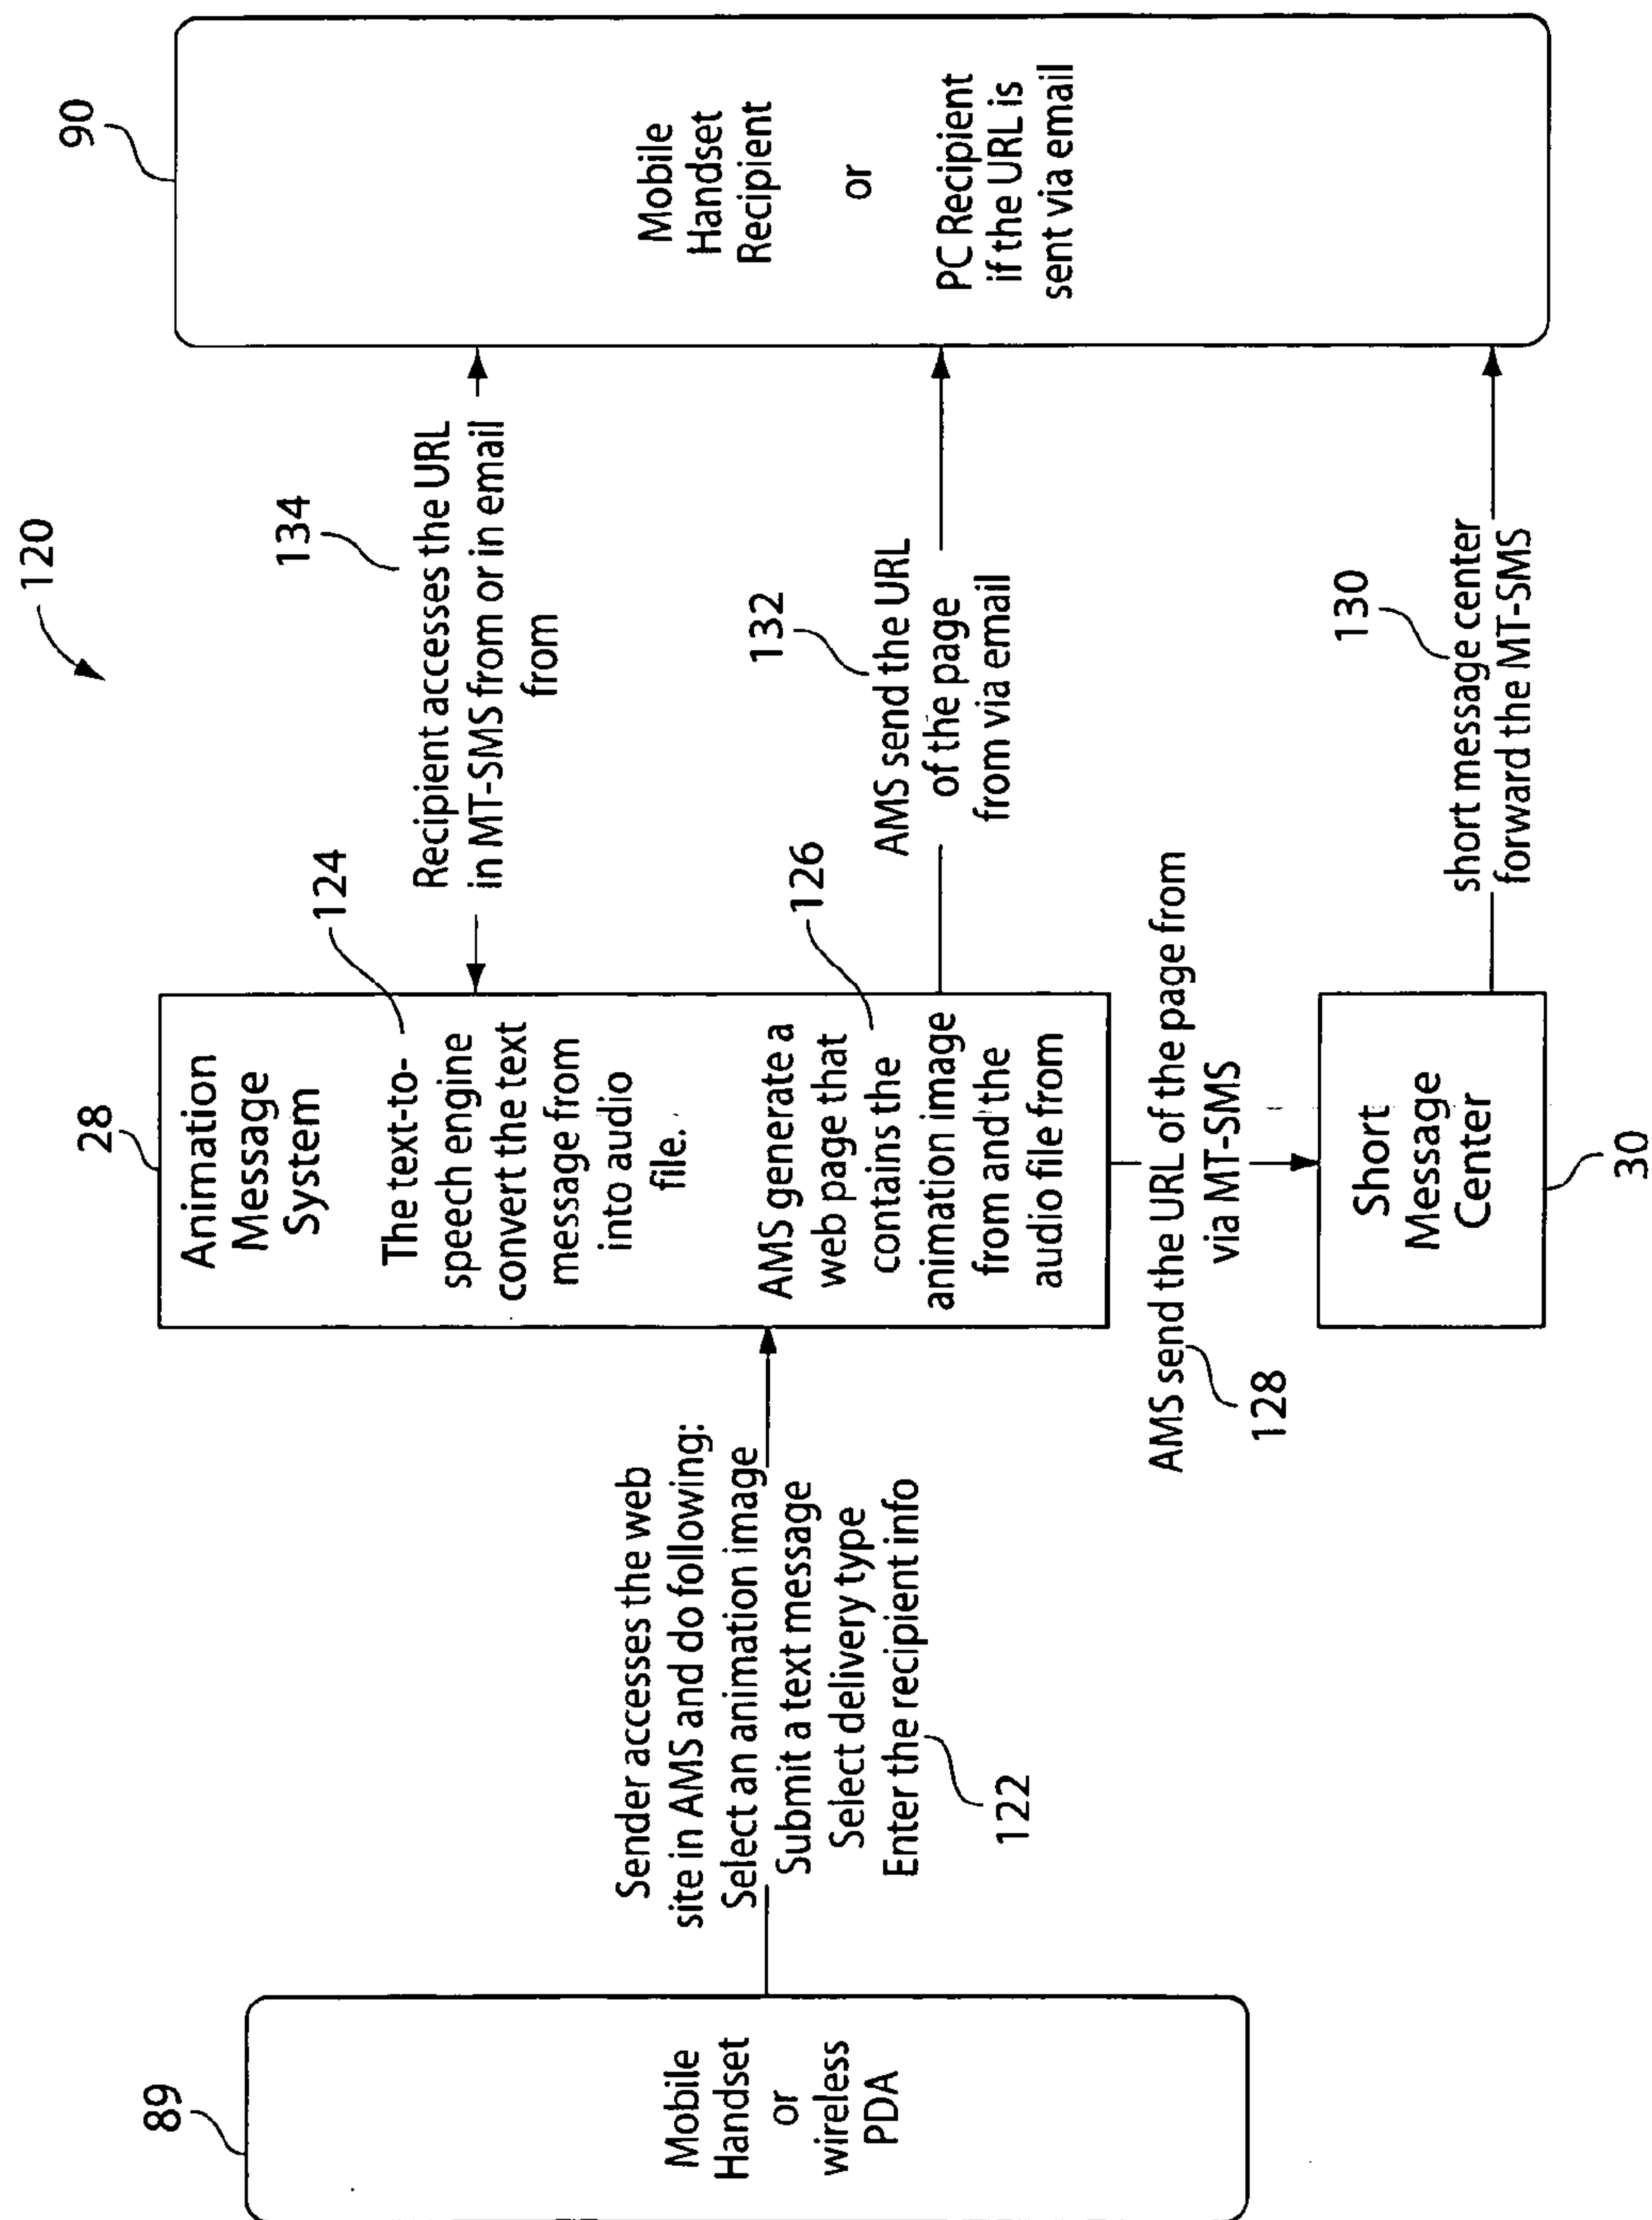 120
89
Mobile
Handset
or
wireless
PDA
Sender accesses the web
site in AMS and do following:
Select an animation image
Submit a text message
Select delivery type
Enter the recipient info
122
28
Animation
Message
System
The text-to-
speech engine
convert the text
message from
into audio
file.
124
AMS generate a
web page that
contains the
animation image
from and the
audio file from
126
AMS send the URL of the page from
via MT-SMS
128
Short
Message
Center
30
Recipient accesses the URL
in MT-SMS from or in email
from
134
AMS send the URL
of the page
from via email
132
short message center
forward the MT-SMS
130
90
Mobile
Handset
Recipient
or
PC Recipient
if the URL is
sent via email